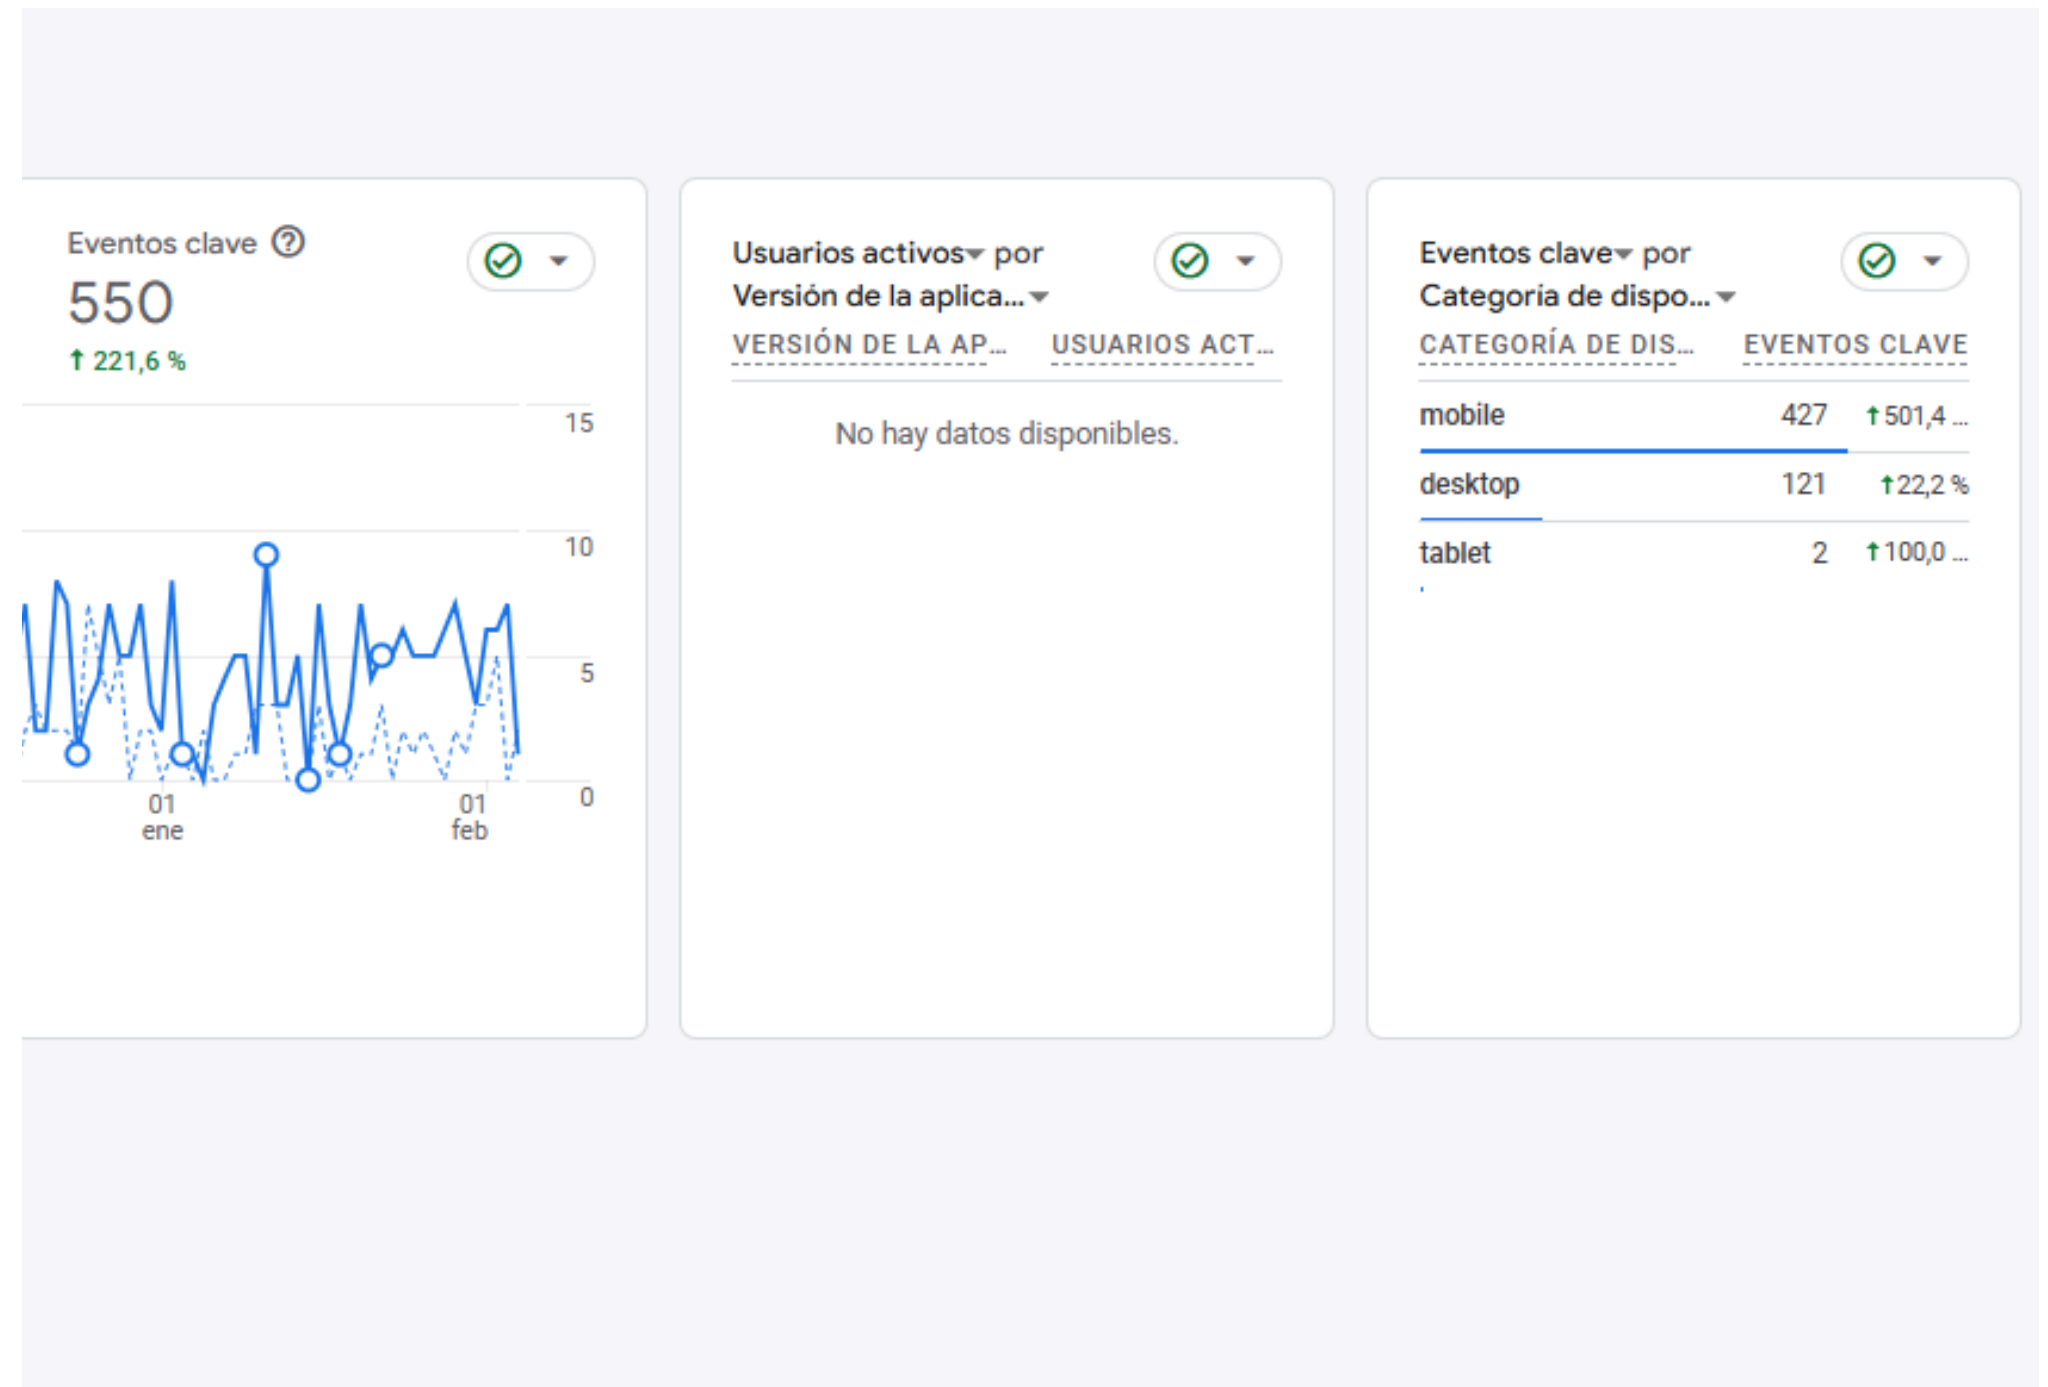 Eventos clave
550
221,6 %
15
10
5
0
01
ene
01
feb
Usuarios activos por
Versión de la aplica...
VERSIÓN DE LA AP... USUARIOS ACT...
No hay datos disponibles.
Eventos clave por
Categoría de dispo...
CATEGORÍA DE DIS... EVENTOS CLAVE
mobile 427 501,4 ...
desktop 121 22,2 %
tablet 2 100,0 ...